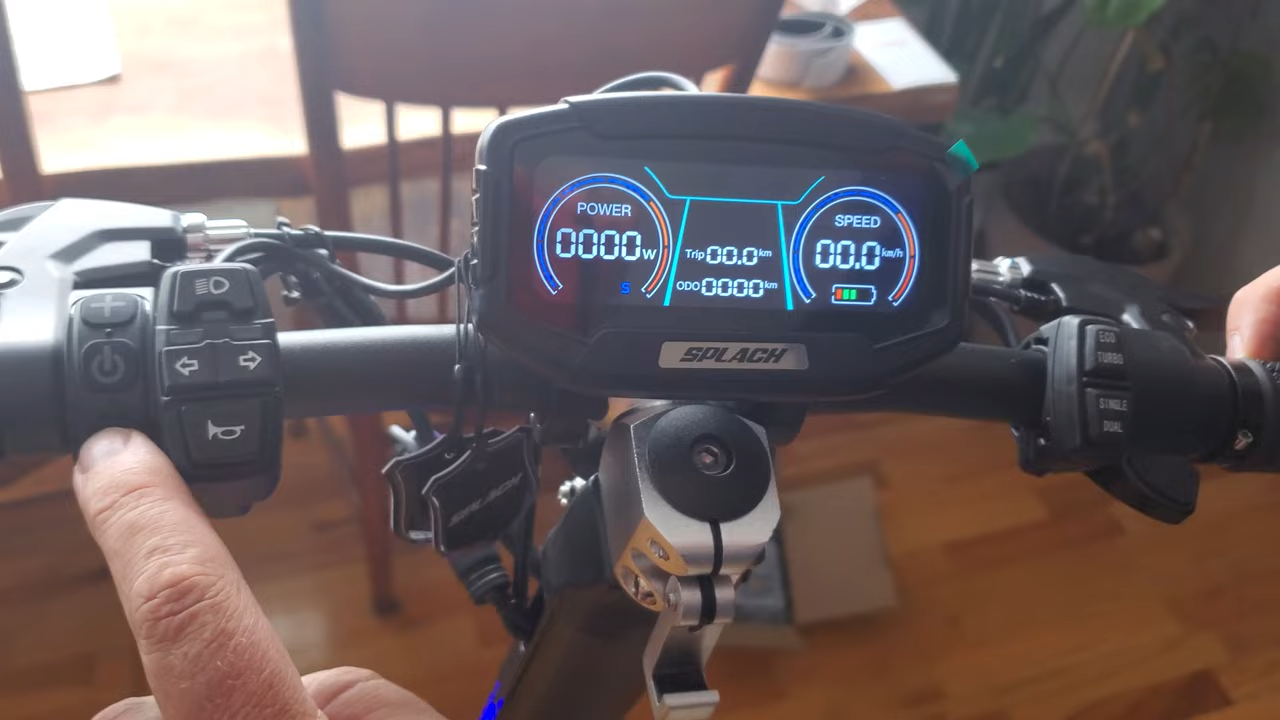 POWER
0000W
S
Trip 00.0 km
ODO 0000 km
SPEED
00.0 km/h
SPLACH
SPLACH
ECO
TURBO
SINGLE
DUAL